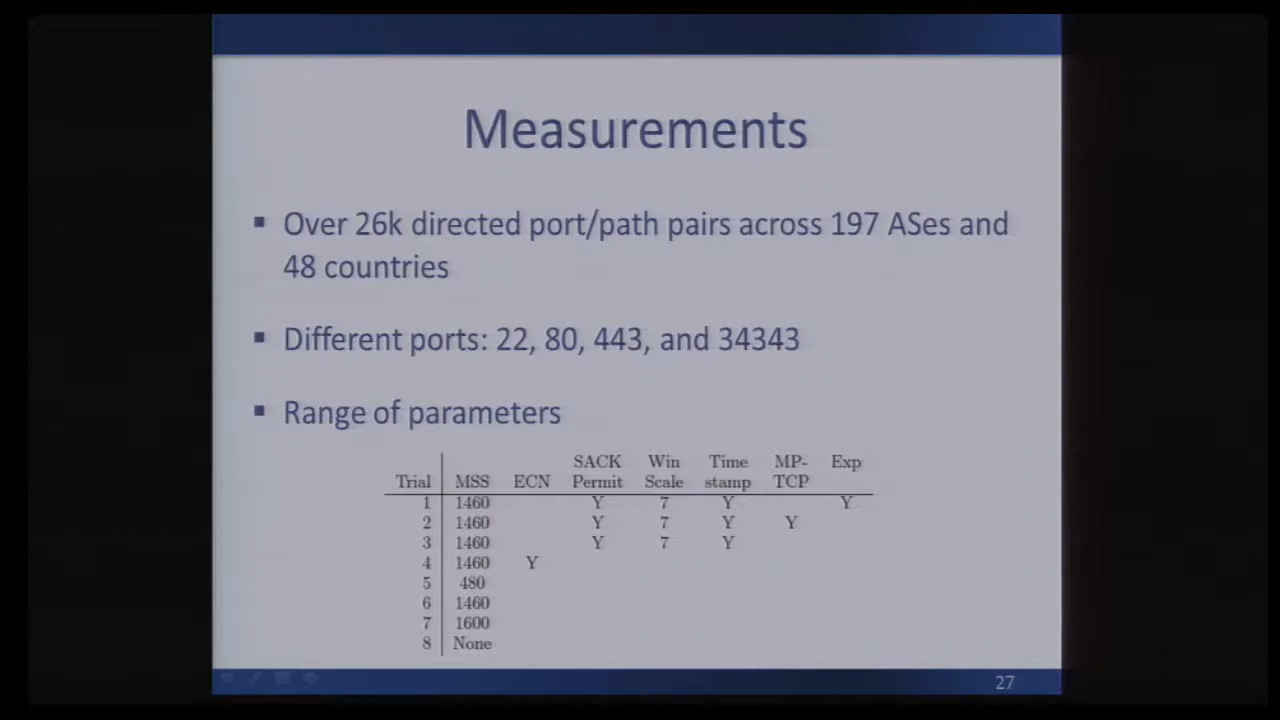 Measurements
Over 26k directed port/path pairs across 197 ASes and
48 countries
Different ports: 22, 80, 443, and 34343
Range of parameters
SACK Win Time MP- Exp
Trial MSS ECN Permit Scale stamp TCP
1 1460 Y 7 Y Y
2 1460 Y 7 Y Y
3 1460 Y 7 Y
4 1460 Y
5 480
6 1460
7 1600
8 None
27